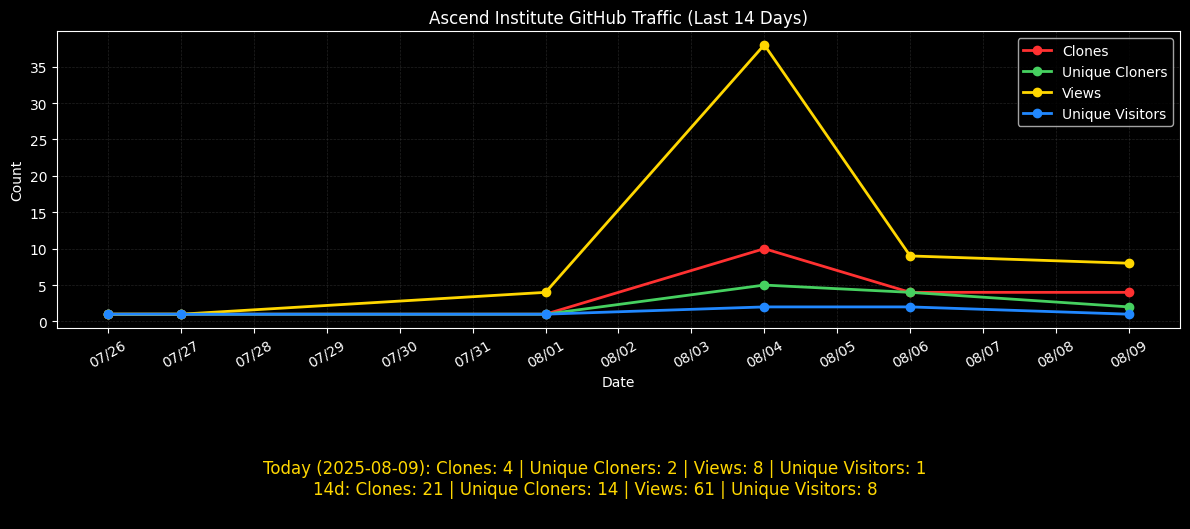 Ascend Institute GitHub Traffic (Last 14 Days)
Clones
Unique Cloners
Views
Unique Visitors
Count
35
30
25
20
15
10
5
0
07/26 07/27 07/28 07/29 07/30 07/31 08/01 08/02 08/03 08/04 08/05 08/06 08/07 08/08 08/09
Date
Today (2025-08-09): Clones: 4 | Unique Cloners: 2 | Views: 8 | Unique Visitors: 1
14d: Clones: 21 | Unique Cloners: 14 | Views: 61 | Unique Visitors: 8